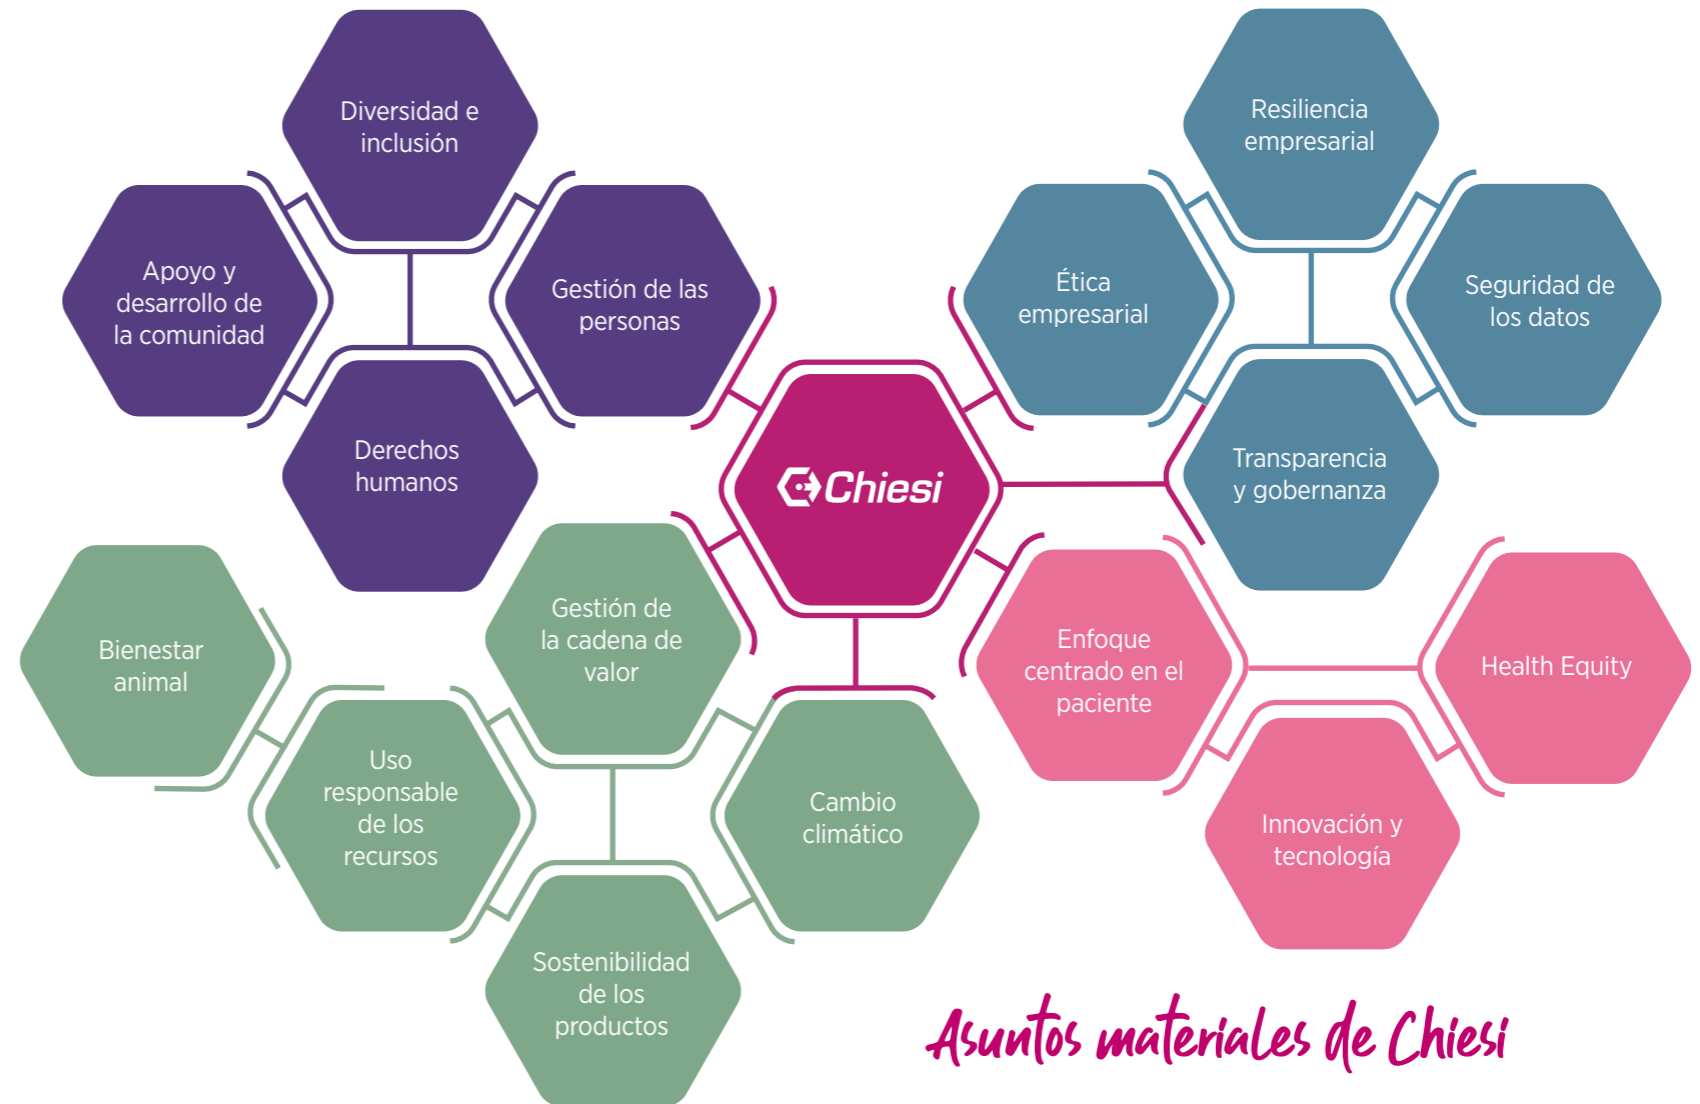 Diversidad e
inclusión
Apoyo y
desarrollo de
la comunidad
Gestión de las
personas
Derechos
humanos
Resiliencia
empresarial
Ética
empresarial
Seguridad de
los datos
Transparencia
y gobernanza
Chiesi
Bienestar
animal
Gestión de
la cadena de
valor
Uso
responsable
de los
recursos
Cambio
climático
Sostenibilidad
de los
productos
Enfoque
centrado en el
paciente
Health Equity
Innovación y
tecnología
Asuntos materiales de Chiesi